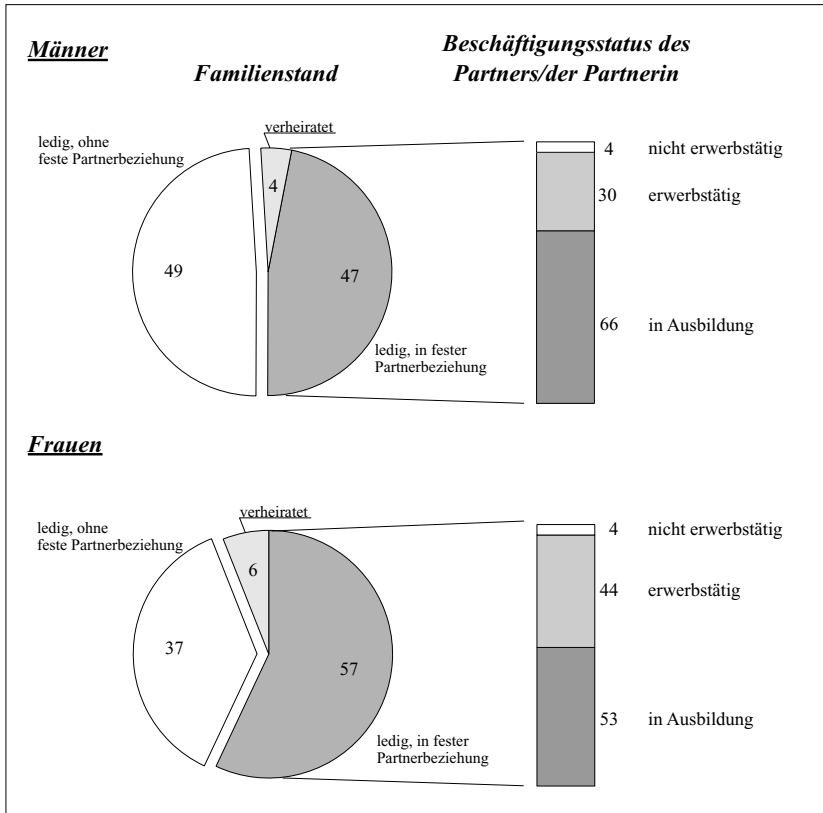 Männer
Familienstand
Beschäftigungsstatus des
Partners/der Partnerin
ledig, ohne
feste Partnerbeziehung
verheiratet
4
49
47
ledig, in fester
Partnerbeziehung
4 nicht erwerbstätig
30 erwerbstätig
66 in Ausbildung
Frauen
ledig, ohne
feste Partnerbeziehung
verheiratet
6
37
57
ledig, in fester
Partnerbeziehung
4 nicht erwerbstätig
44 erwerbstätig
53 in Ausbildung